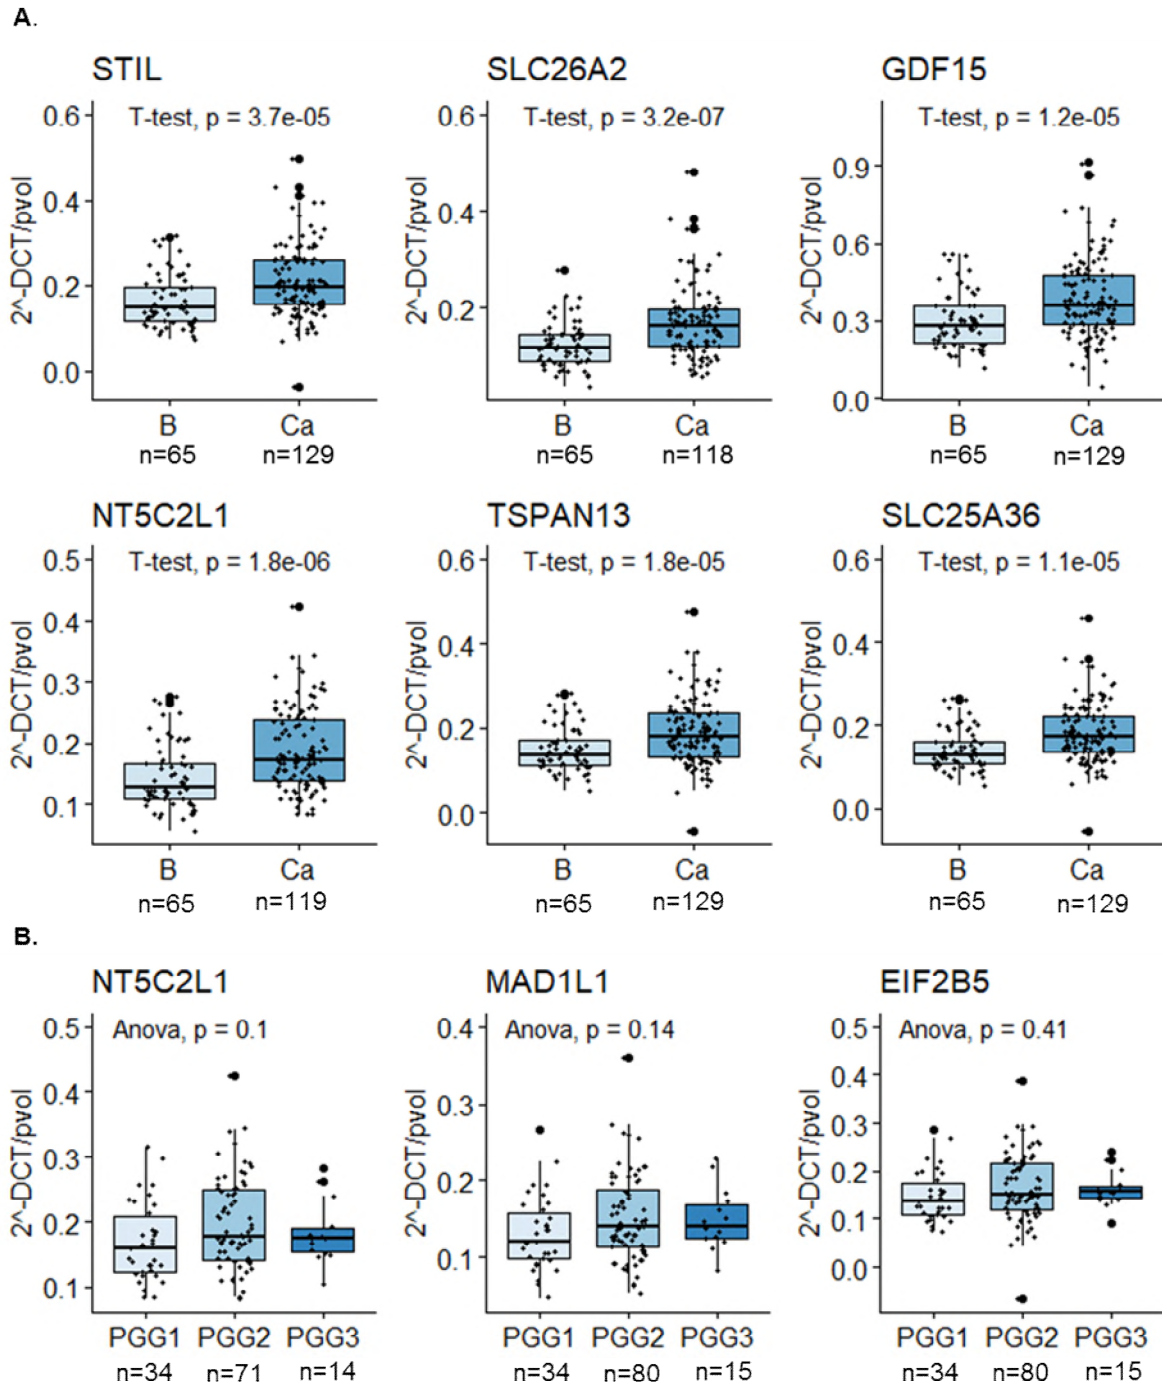 A.
STIL SLC26A2 GDF15
T-test, p = 3.7e-05 T-test, p = 3.2e-07 T-test, p = 1.2e-05
2^-DCT/pvol 2^-DCT/pvol 2^-DCT/pvol
0.6 0.6 0.9
0.4 0.4 0.6
0.2 0.2 0.3
0.0 0.0
B Ca B Ca B Ca
n=65 n=129 n=65 n=118 n=65 n=129
NT5C2L1 TSPAN13 SLC25A36
T-test, p = 1.8e-06 T-test, p = 1.8e-05 T-test, p = 1.1e-05
2^-DCT/pvol 2^-DCT/pvol 2^-DCT/pvol
0.5 0.6 0.6
0.4 0.4 0.4
0.3 0.2 0.2
0.2 0.0 0.0
0.1
B Ca B Ca B Ca
n=65 n=119 n=65 n=129 n=65 n=129
B.
NT5C2L1 MAD1L1 EIF2B5
Anova, p = 0.1 Anova, p = 0.14 Anova, p = 0.41
2^-DCT/pvol 2^-DCT/pvol 2^-DCT/pvol
0.5 0.4 0.5
0.4 0.3 0.4
0.3 0.2 0.3
0.2 0.1 0.2
0.1 0.1
0.0
PGG1 PGG2 PGG3 PGG1 PGG2 PGG3 PGG1 PGG2 PGG3
n=34 n=71 n=14 n=34 n=80 n=15 n=34 n=80 n=15